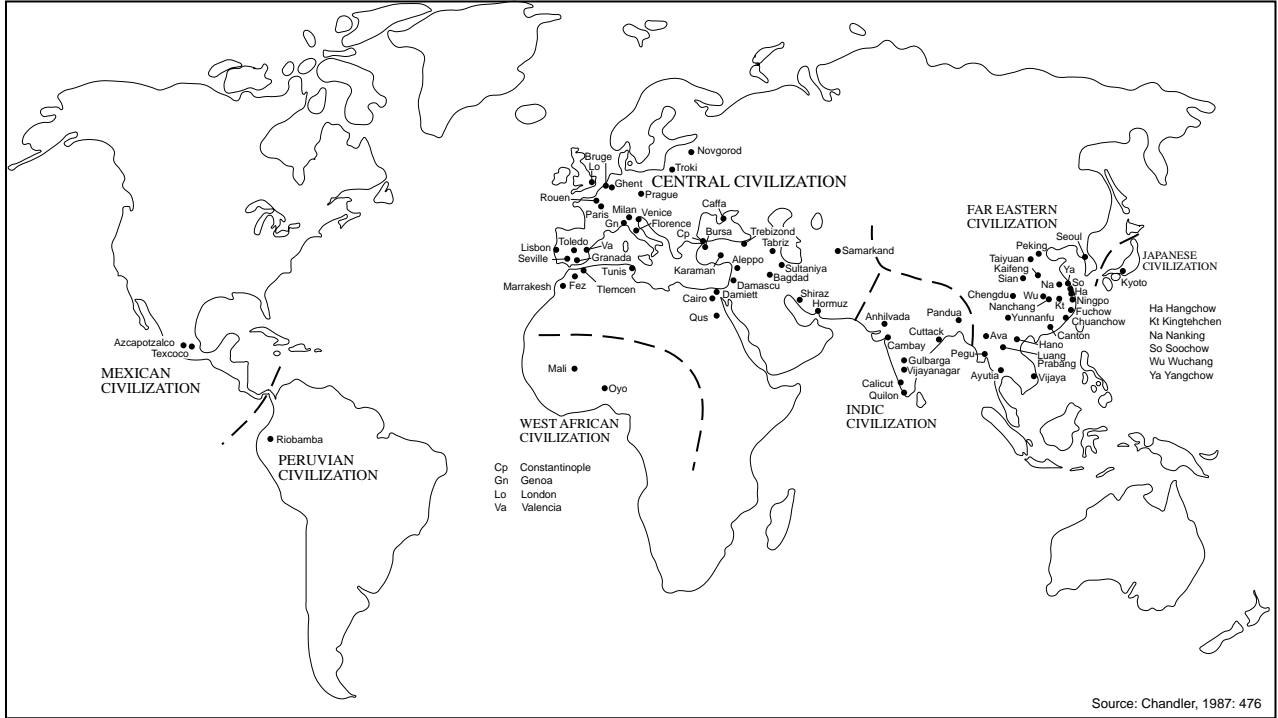 Novgorod
Bruge
Lo
Troki
Ghent
CENTRAL CIVILIZATION
Prague
Rouen
Paris
Milan
Venice
Gn
Florence
Caffa
Cp
Bursa
Trebizond
Tabriz
Samarkand
Lisbon
Toledo
Va
Seville
Granada
Tunis
Karaman
Aleppo
Sultaniya
Bagdad
Marrakesh
Fez
Tlemcen
Damascu
Cairo
Damiett
Qus
Shiraz
Hormuz
FAR EASTERN
CIVILIZATION
Seoul
Peking
Taiyuan
Kaifeng
Sian
Ya
JAPANESE
CIVILIZATION
Kyoto
Na
So
Ha
Chengdu
Wu
Ningpo
Nanchang
Kt
Fuchow
Yunnanfu
Chuanchow
Canton
Ha Hangchow
Kt Kingtehchen
Na Nanking
So Soochow
Wu Wuchang
Ya Yangchow
Anhilvada
Pandua
Cuttack
Cambay
Ava
Hano
Pegu
Luang
Prabang
Gulbarga
Vijayanagar
Ayutia
Vijaya
Calicut
Quilon
INDIC
CIVILIZATION
Azcapotzalco
Texcoco
MEXICAN
CIVILIZATION
Mali
Oyo
WEST AFRICAN
CIVILIZATION
Riobamba
PERUVIAN
CIVILIZATION
Cp Constantinople
Gn Genoa
Lo London
Va Valencia
Source: Chandler, 1987: 476